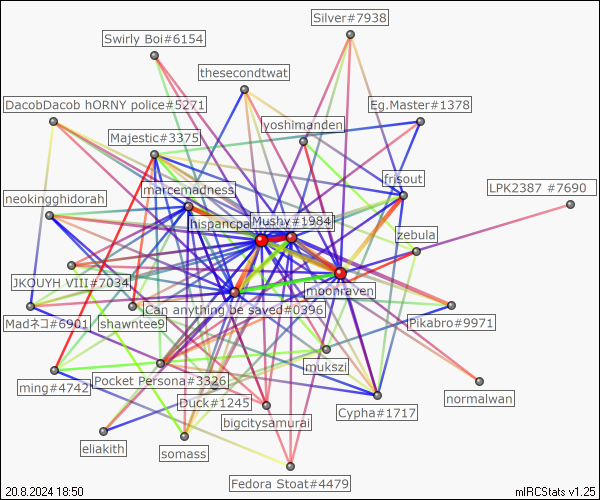 Silver#7938
Swirly Boi#6154
thesecondtwat
DacobDacob hORNY police#5271
Eg.Master#1378
yoshimanden
Majestic#3375
frisout
LPK2387 #7690
marcemadness
neokingghidorah
Mushy#1984
hispancpa
zebula
JKOUYH VIII#7034
moonraven
Can anything be saved#0396
Madネコ#6901
shawntee9
Pikabro#9971
mukszi
ming#4742
Pocket Persona#3326
normalwan
Duck#1245
Cypha#1717
bigcitysamurai
eliakith
somass
Fedora Stoat#4479
20.8.2024 18:50
mIRCStats v1.25